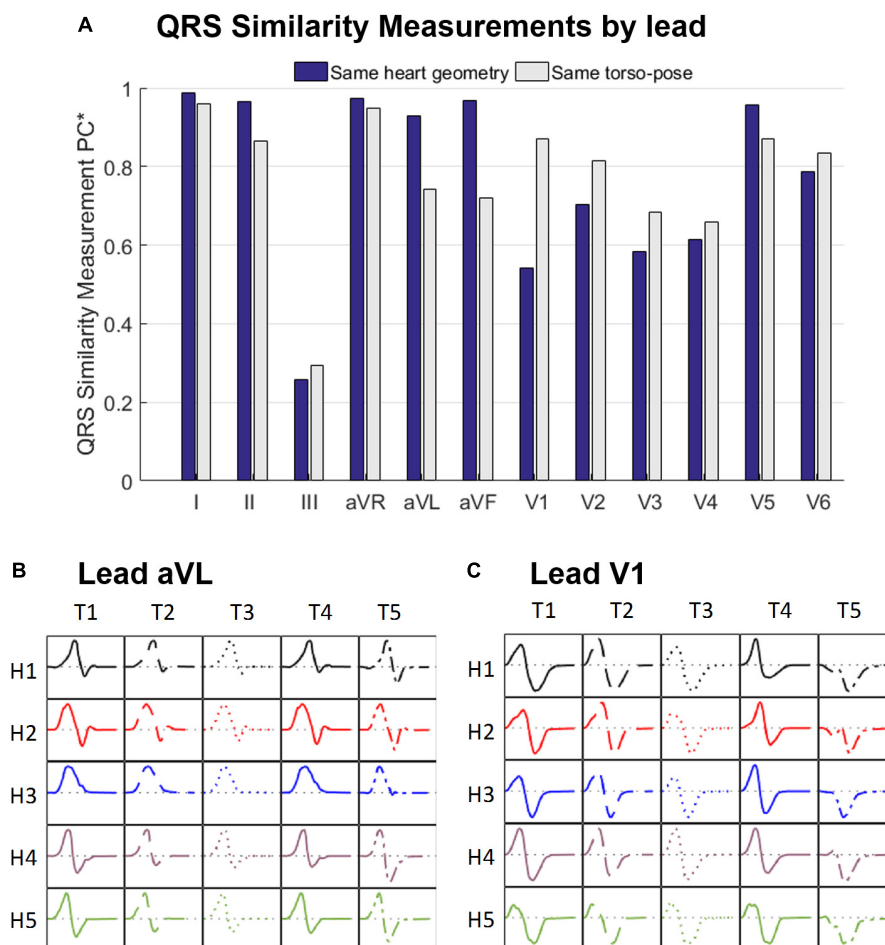 A QRS Similarity Measurements by lead
Same heart geometry Same torso-pose
QRS Similarity Measurement PC*
1
0.8
0.6
0.4
0.2
0
I II III aVR aVL aVF V1 V2 V3 V4 V5 V6
B Lead aVL
T1 T2 T3 T4 T5
H1
H2
H3
H4
H5
C Lead V1
T1 T2 T3 T4 T5
H1
H2
H3
H4
H5